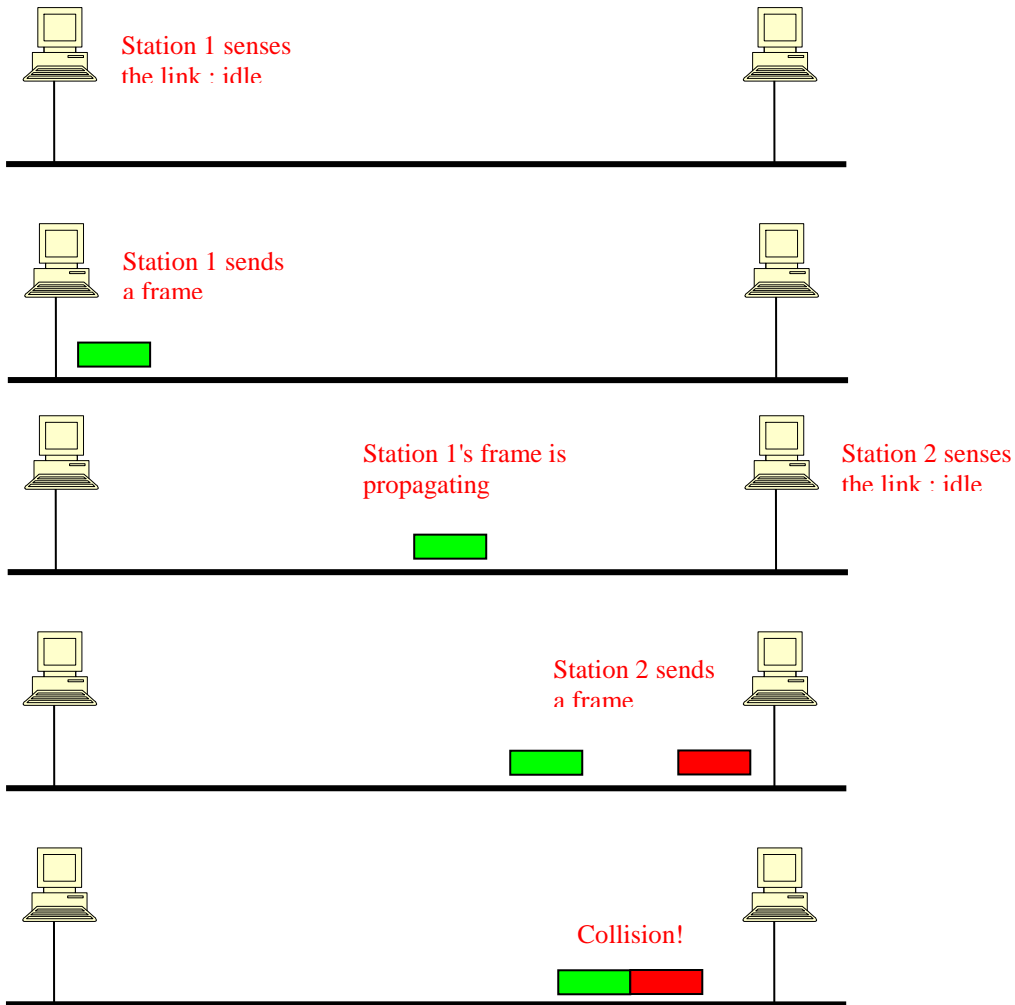 Station 1 senses
the link : idle
Station 1 sends
a frame
Station 1's frame is
propagating
Station 2 senses
the link : idle
Station 2 sends
a frame
Collision!